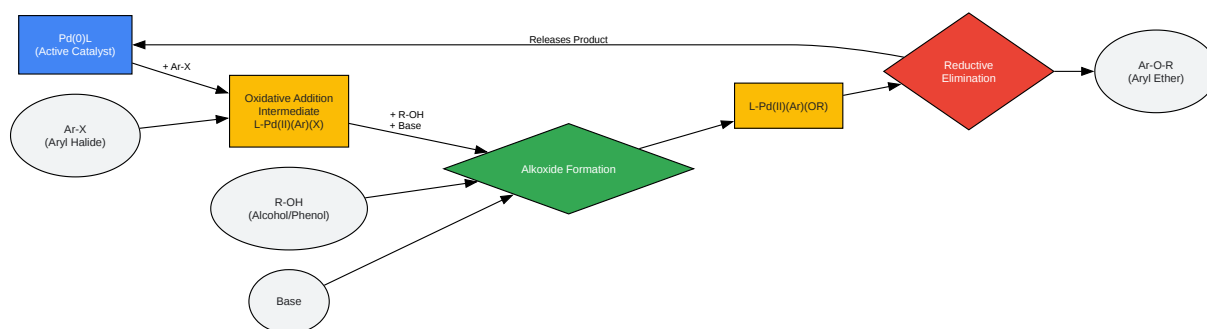 Pd(0)L
(Active Catalyst)
Releases Product
+ Ar-X
Reductive
Elimination
Ar-O-R
(Aryl Ether)
Oxidative Addition
Intermediate
L-Pd(II)(Ar)(X)
L-Pd(II)(Ar)(OR)
Ar-X
(Aryl Halide)
+ R-OH
+ Base
Alkoxide Formation
R-OH
(Alcohol/Phenol)
Base